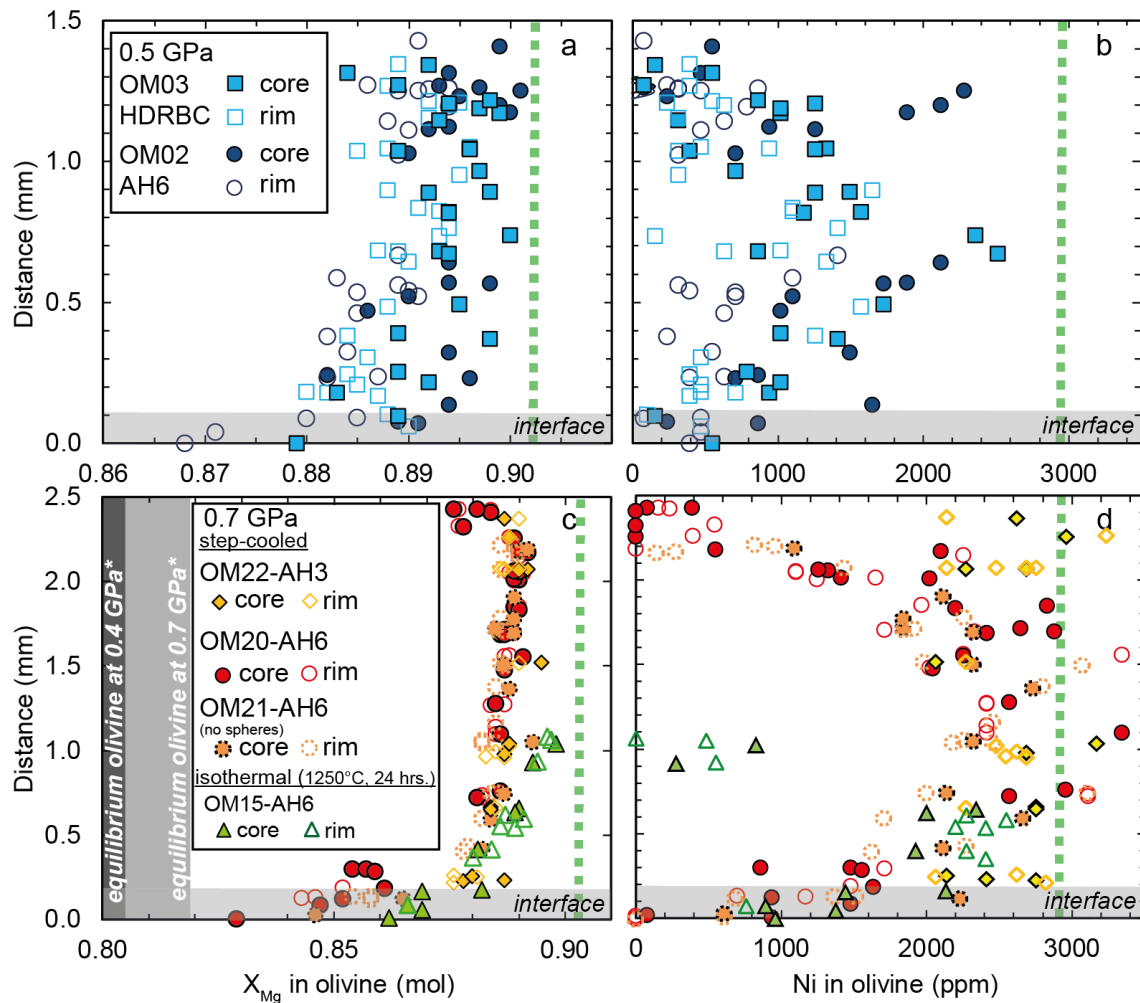 1.5
1.0
0.5
0.0
Distance (mm)
0.5 GPa
OM03 core
HDRBC rim
OM02 core
AH6 rim
a
interface
0.86 0.87 0.88 0.89 0.90
0 1000 2000 3000
b
interface
2.5
2.0
1.5
1.0
0.5
0.0
Distance (mm)
equilibrium olivine at 0.4 GPa*
equilibrium olivine at 0.7 GPa*
0.7 GPa
step-cooled
OM22-AH3
core rim
OM20-AH6
core rim
OM21-AH6
(no spheres)
core rim
isothermal (1250°C, 24 hrs.)
OM15-AH6
core rim
c
interface
0.80 0.85 0.90
X_Mg in olivine (mol)
d
interface
0 1000 2000 3000
Ni in olivine (ppm)